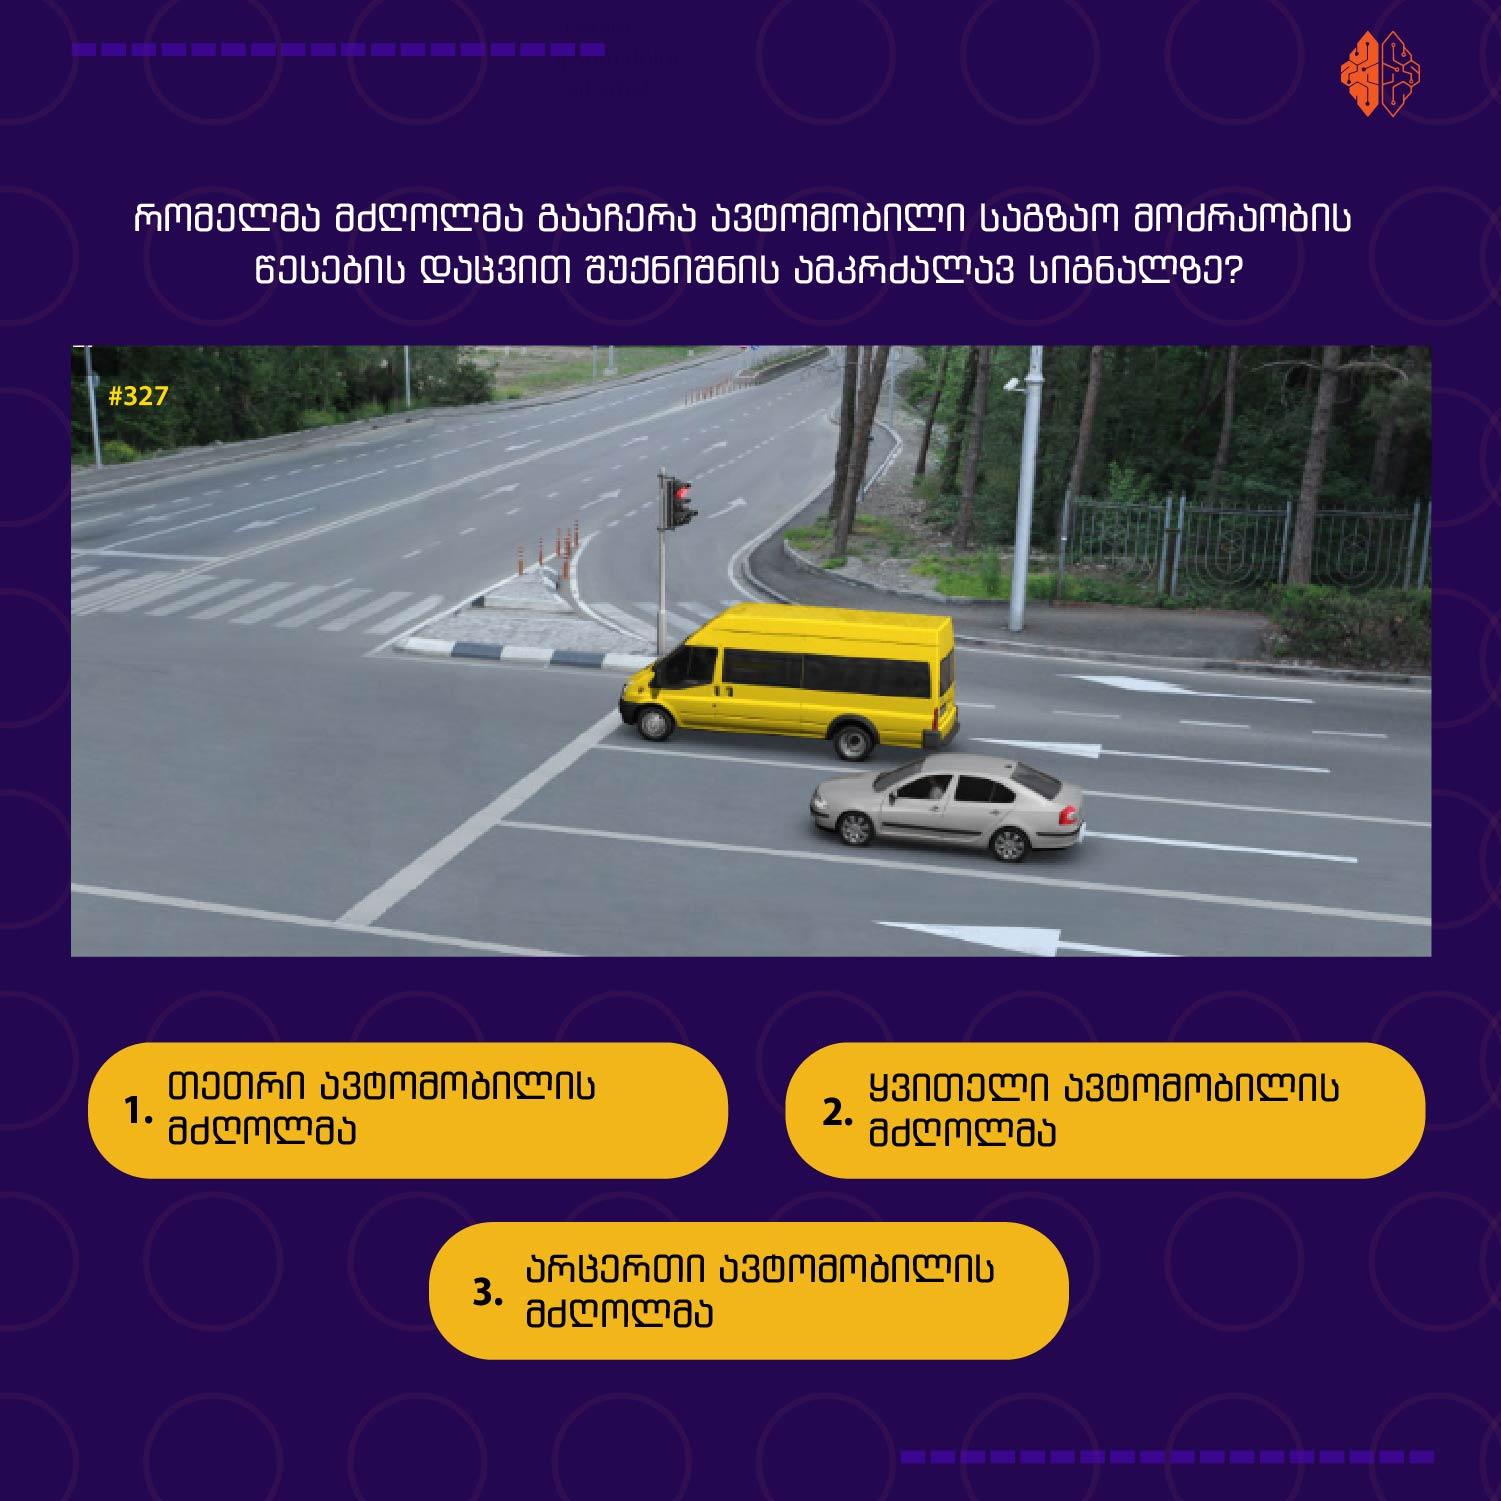 რომელმა მძღოლმა გააჩერა ავტომობილი საგზაო მოძრაობის
წესების დაცვით შუქნიშნის ამკრძალავ სიგნალზე?
#327
1. თეთრი ავტომობილის
მძღოლმა
2. ყვითელი ავტომობილის
მძღოლმა
3. არცერთი ავტომობილის
მძღოლმა